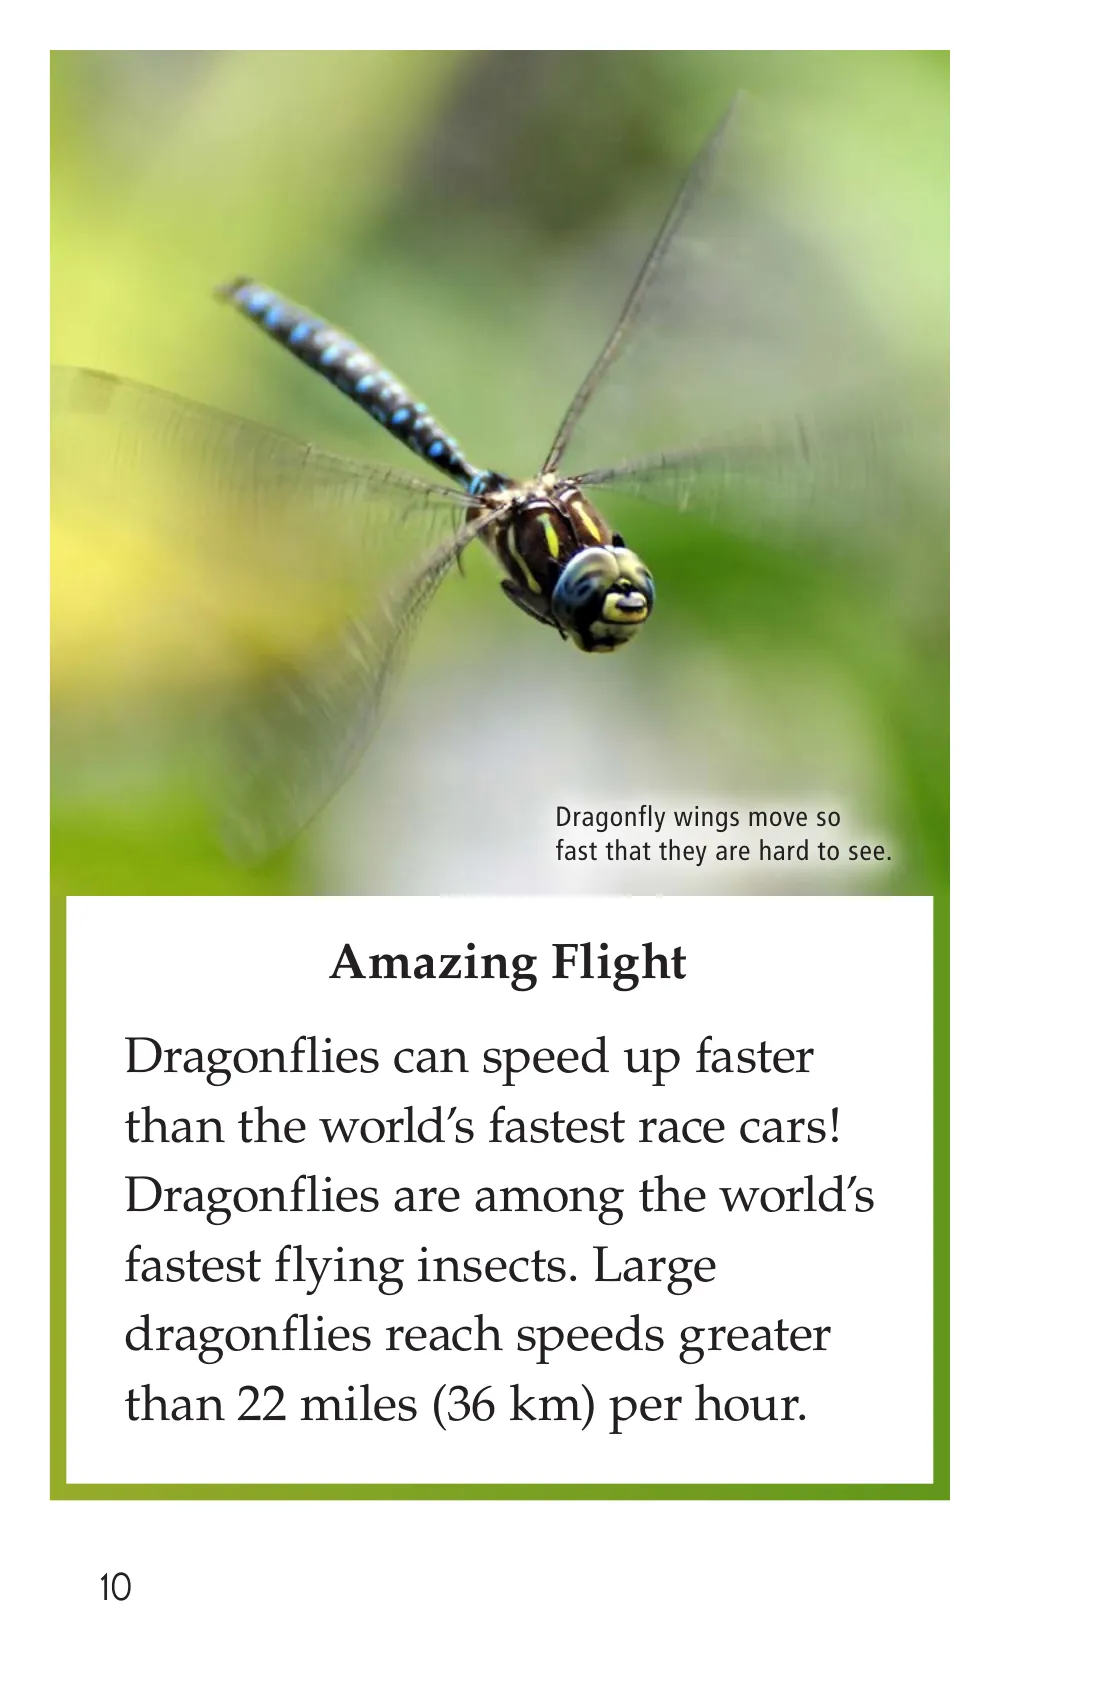 Dragonfly wings move so
fast that they are hard to see.
Amazing Flight
Dragonflies can speed up faster
than the world’s fastest race cars!
Dragonflies are among the world’s
fastest flying insects. Large
dragonflies reach speeds greater
than 22 miles (36 km) per hour.
10